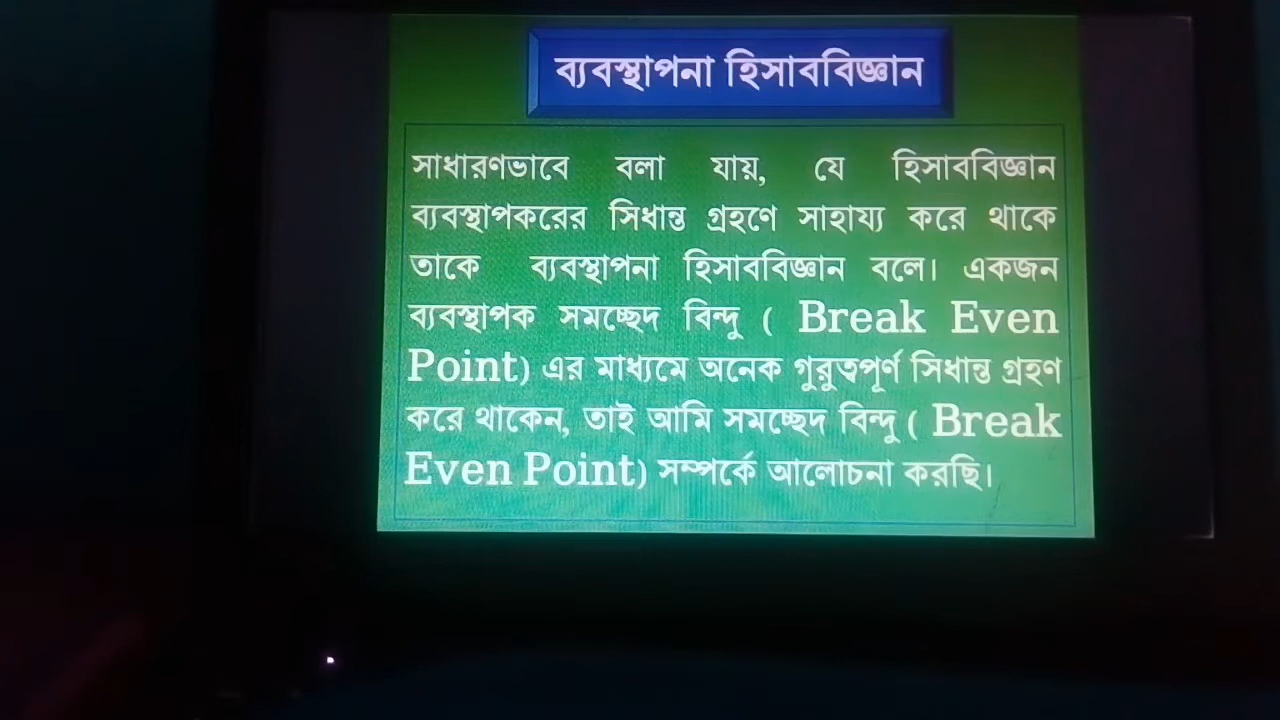 ব্যবস্থাপনা হিসাববিজ্ঞান
সাধারণভাবে বলা যায়, যে হিসাববিজ্ঞান
ব্যবস্থাপকরের সিধান্ত গ্রহণে সাহায্য করে থাকে
তাকে ব্যবস্থাপনা হিসাববিজ্ঞান বলে। একজন
ব্যবস্থাপক সমচ্ছেদ বিন্দু ( Break Even
Point) এর মাধ্যমে অনেক গুরুত্বপূর্ণ সিধান্ত গ্রহণ
করে থাকেন, তাই আমি সমচ্ছেদ বিন্দু ( Break
Even Point) সম্পর্কে আলোচনা করছি।